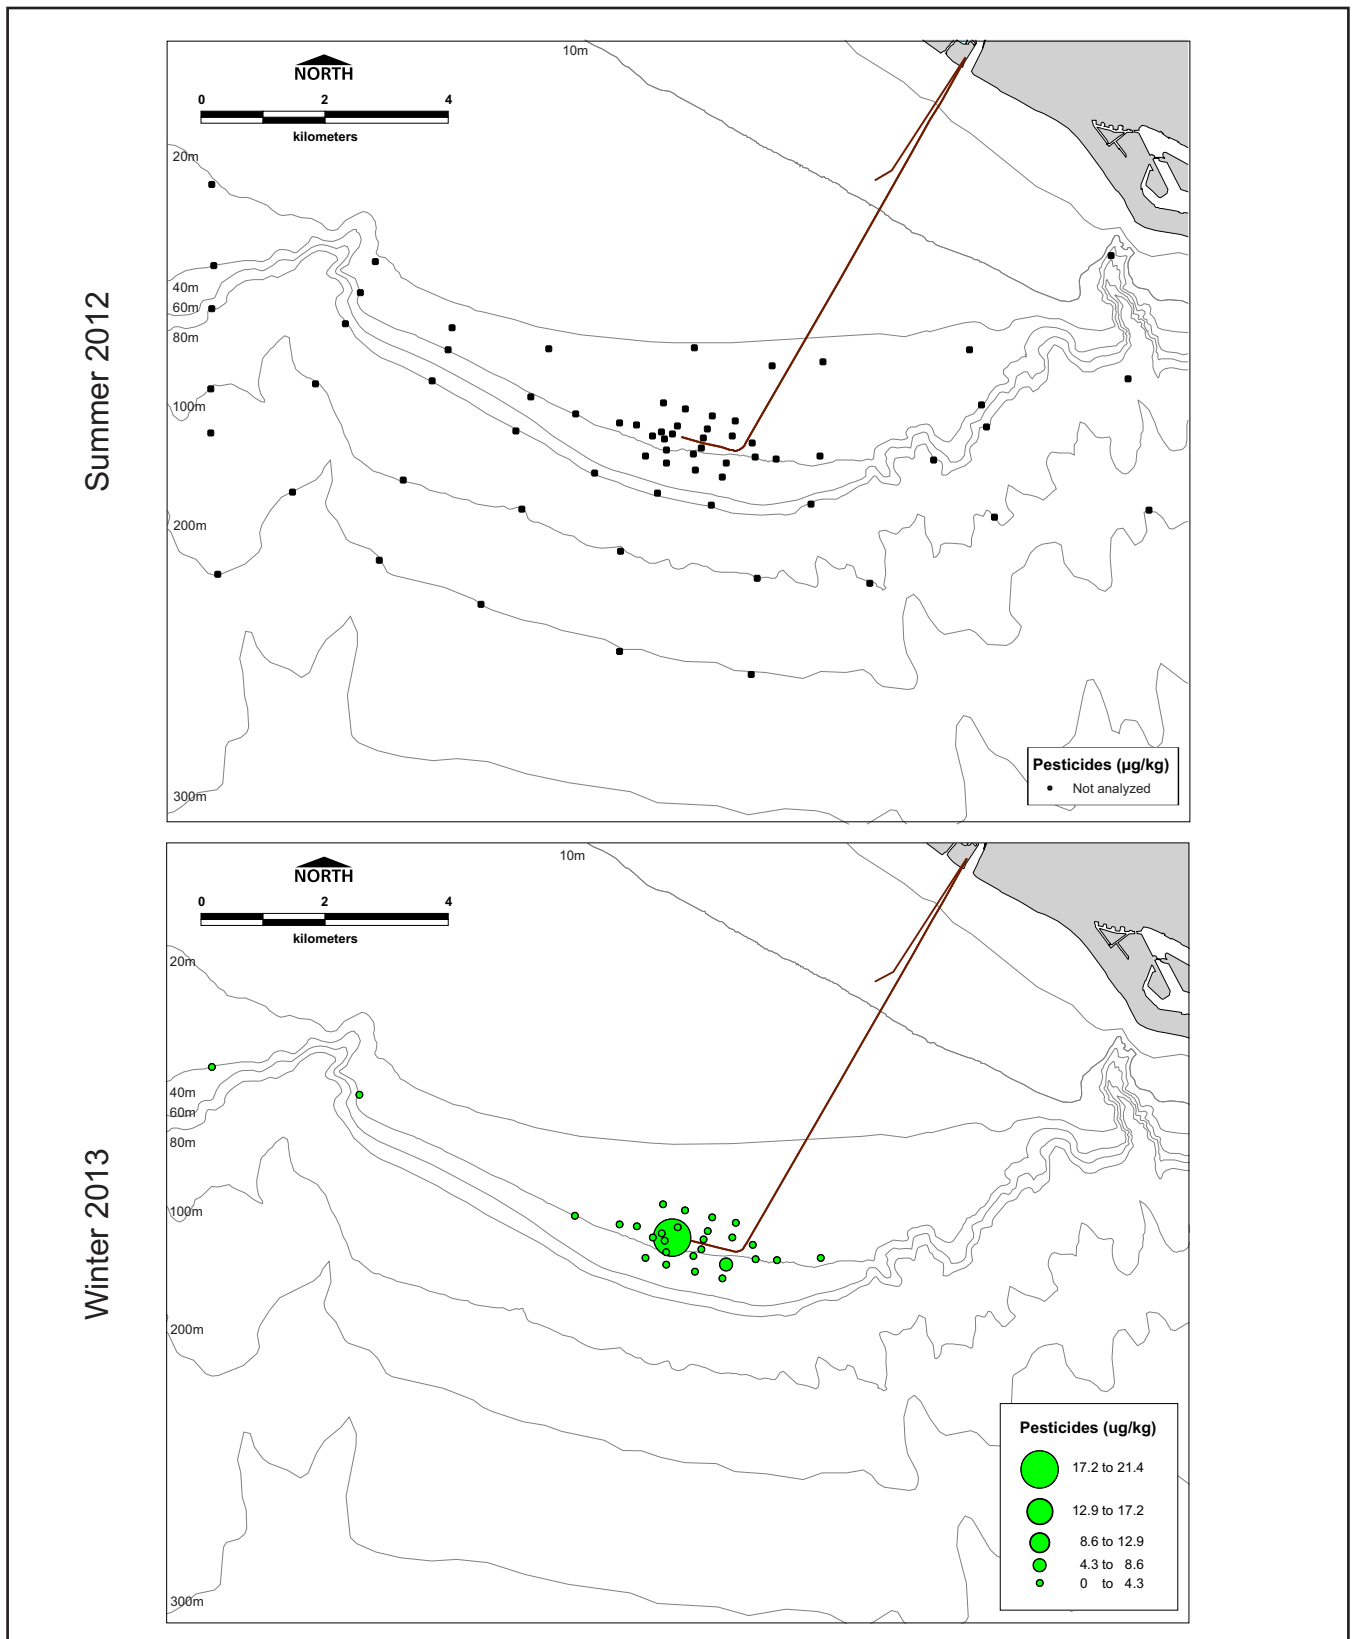 Summer 2012
10m
NORTH
0 2 4
kilometers
20m
40m
60m
80m
100m
200m
300m
Pesticides (µg/kg)
Not analyzed
Winter 2013
10m
NORTH
0 2 4
kilometers
20m
40m
60m
80m
100m
200m
300m
Pesticides (ug/kg)
17.2 to 21.4
12.9 to 17.2
8.6 to 12.9
4.3 to 8.6
0 to 4.3